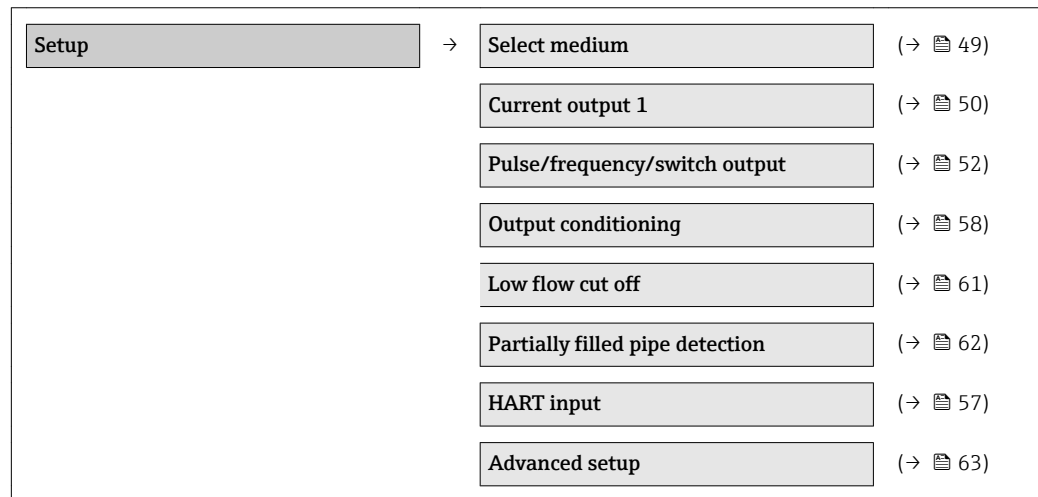 Setup → Select medium (→ 49)
Current output 1 (→ 50)
Pulse/frequency/switch output (→ 52)
Output conditioning (→ 58)
Low flow cut off (→ 61)
Partially filled pipe detection (→ 62)
HART input (→ 57)
Advanced setup (→ 63)